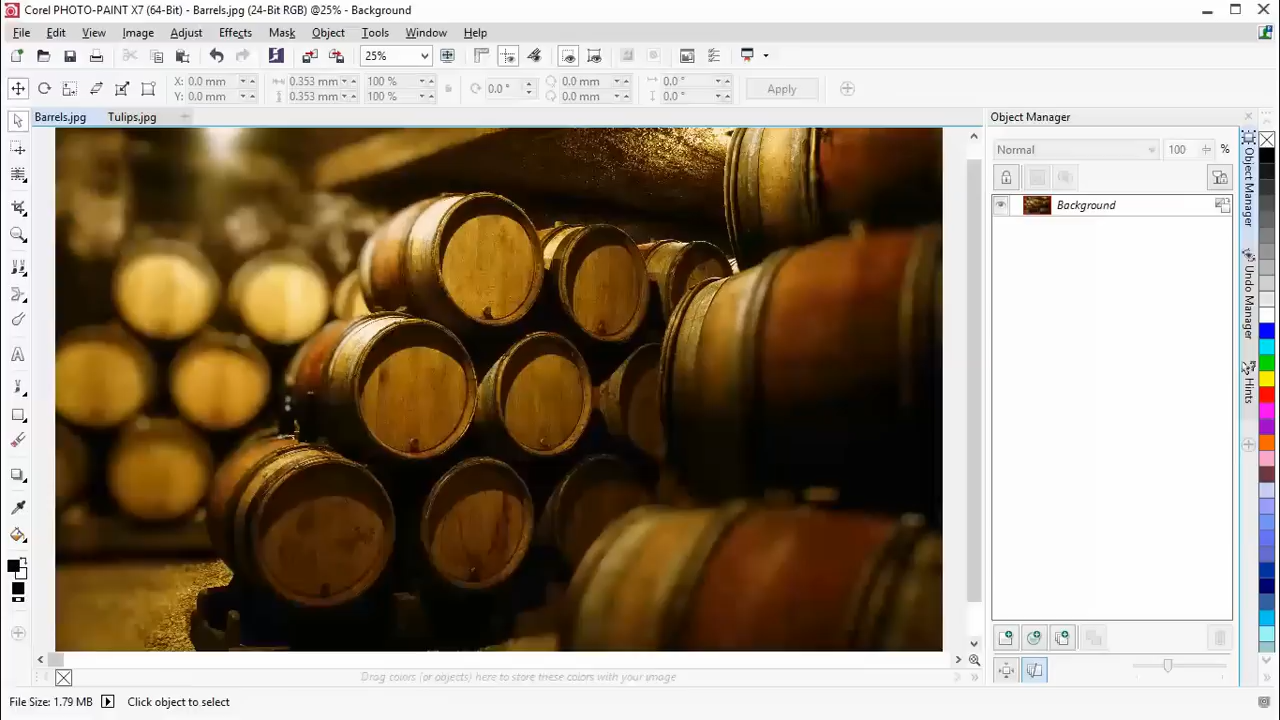 Corel PHOTO-PAINT X7 (64-Bit) - Barrels.jpg (24-Bit RGB) @25% - Background
File Edit View Image Adjust Effects Mask Object Tools Window Help
25%
X: 0.0 mm 0.353 mm 100 % 0.0 ° 0.0 mm 0.0 ° Apply
Y: 0.0 mm 0.353 mm 100 % 0.0 mm 0.0 °
Barrels.jpg Tulips.jpg
Object Manager
Normal 100 %
Background
Object Manager
Undo Manager
Hints
Drag colors (or objects) here to store these colors with your image
File Size: 1.79 MB Click object to select